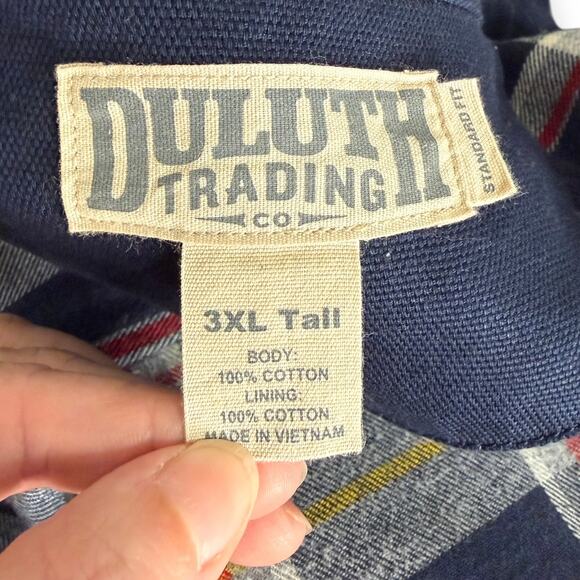 DULUTH
TRADING
CO
STANDARD FIT
3XL Tall
BODY:
100% COTTON
LINING:
100% COTTON
MADE IN VIETNAM